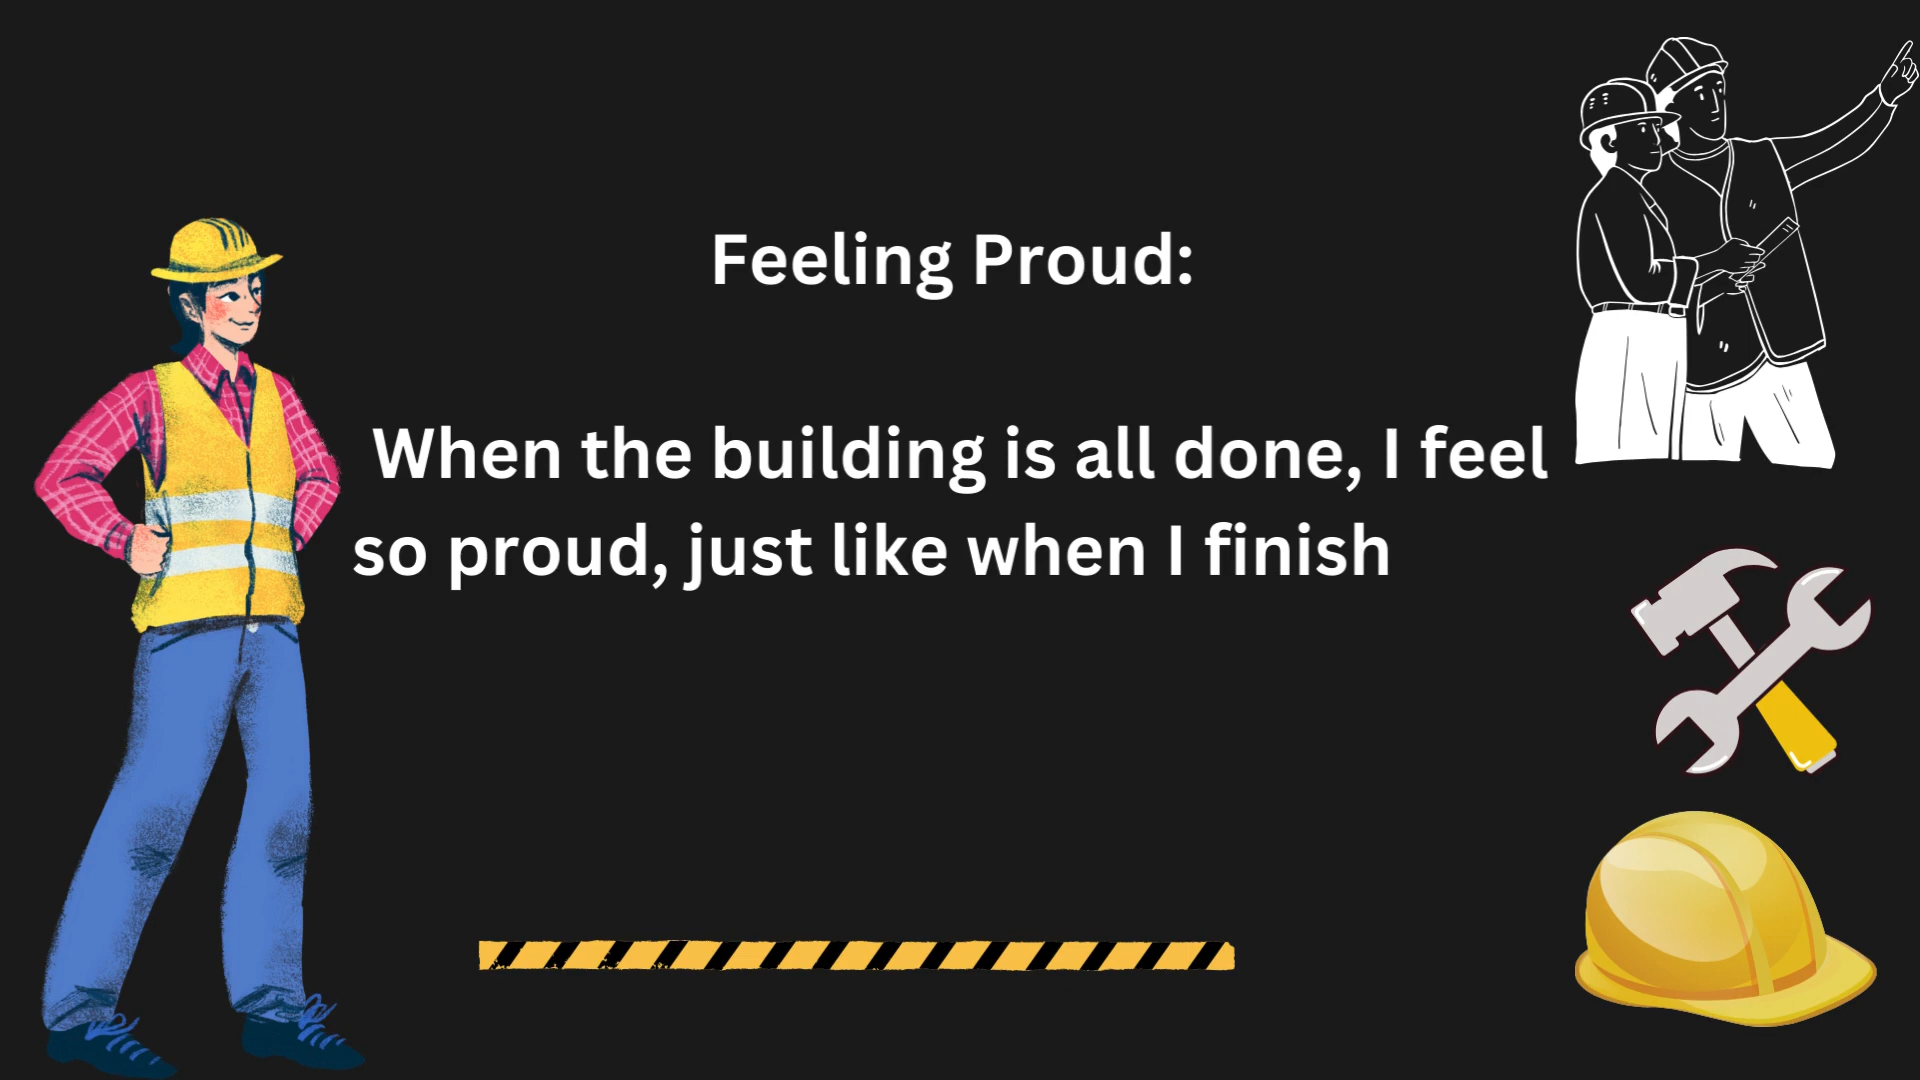 Feeling Proud:
When the building is all done, I feel
so proud, just like when I finish